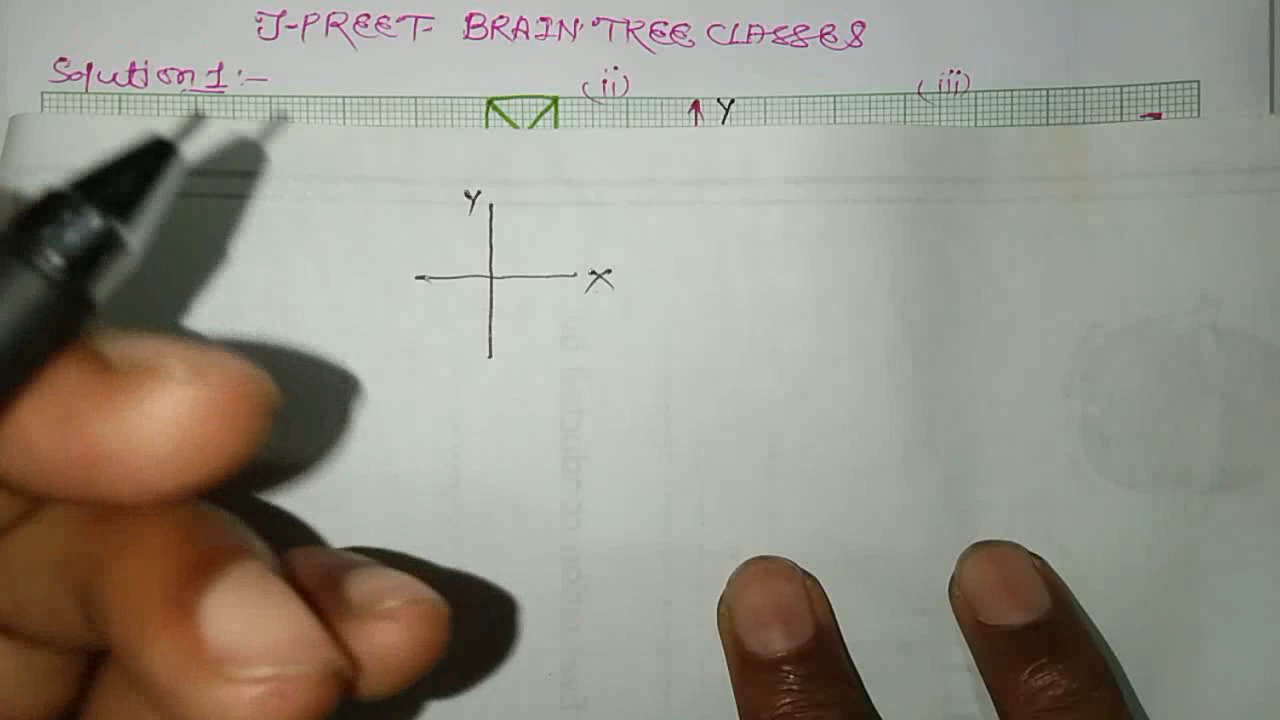 J-PREET BRAIN TREE CLASSES
Solution 1:-
(ii)
(iii)
Y
Y
X